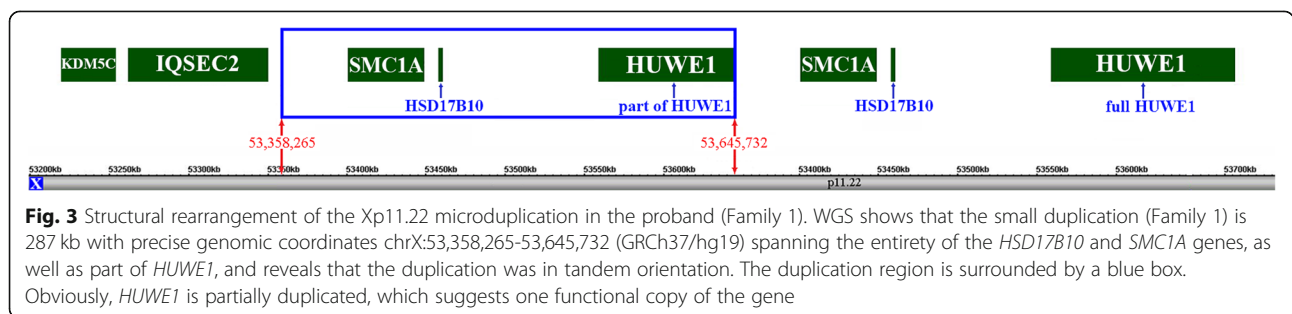 KDM5C IQSEC2 SMC1A HUWE1 SMC1A HUWE1
HSD17B10 part of HUWE1 HSD17B10 full HUWE1
53,358,265 53,645,732
53200kb 53250kb 53300kb 53350kb 53400kb 53450kb 53500kb 53550kb 53600kb 53400kb 53450kb 53500kb 53550kb 53600kb 53700kb
X p11.22
Fig. 3 Structural rearrangement of the Xp11.22 microduplication in the proband (Family 1). WGS shows that the small duplication (Family 1) is
287 kb with precise genomic coordinates chrX:53,358,265-53,645,732 (GRCh37/hg19) spanning the entirety of the HSD17B10 and SMC1A genes, as
well as part of HUWE1, and reveals that the duplication was in tandem orientation. The duplication region is surrounded by a blue box.
Obviously, HUWE1 is partially duplicated, which suggests one functional copy of the gene